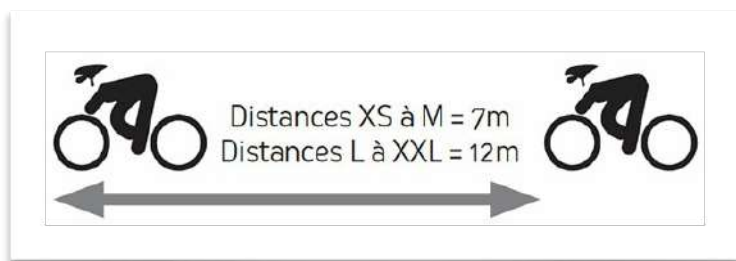 Distances XS à M = 7m
Distances L à XXL = 12m